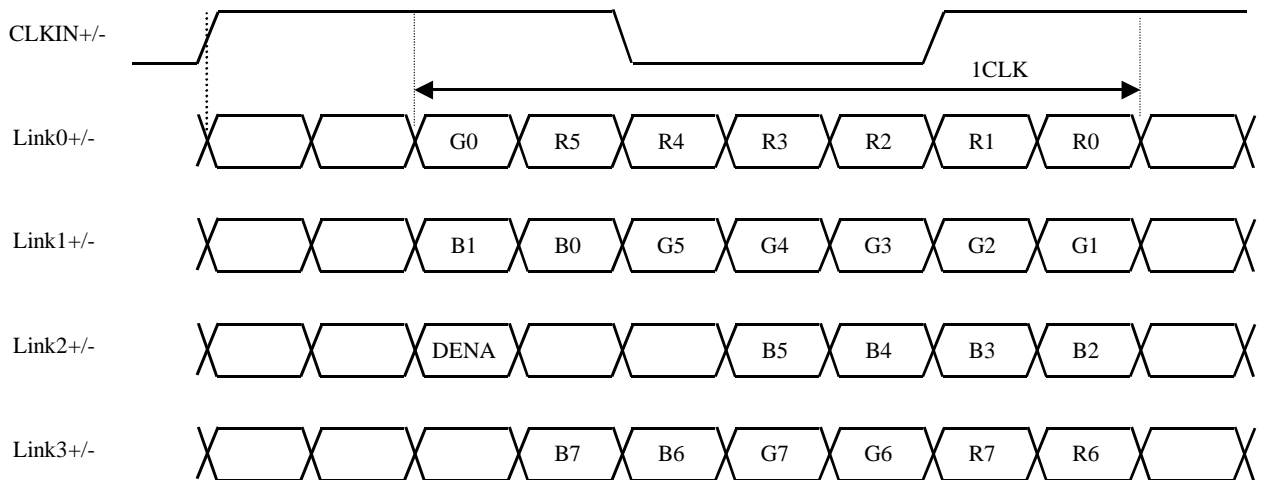 CLKIN+/-
1CLK
Link0+/- G0 R5 R4 R3 R2 R1 R0
Link1+/- B1 B0 G5 G4 G3 G2 G1
Link2+/- DENA B5 B4 B3 B2
Link3+/- B7 B6 G7 G6 R7 R6